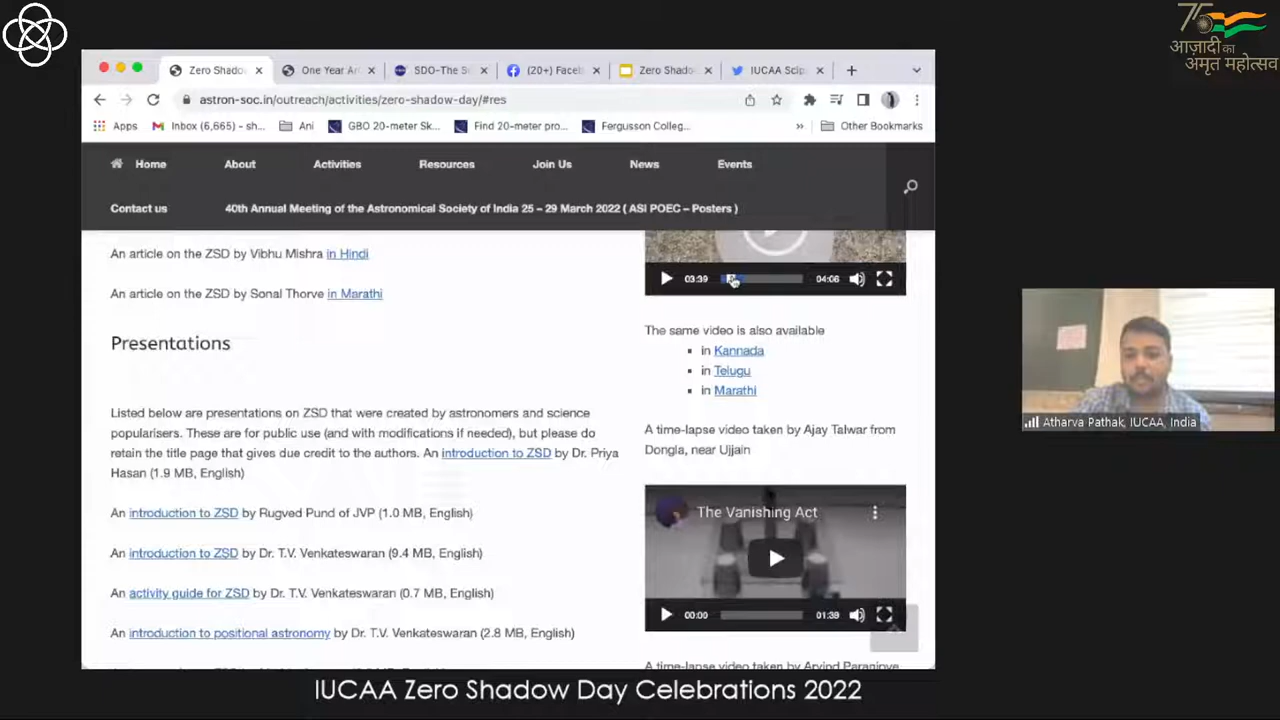 75
आज़ादी का
अमृत महोत्सव
Zero Shado
One Year An
SDO-The S
(20+) Faceb
Zero Shado
IUCAA Scip
astron-soc.in/outreach/activities/zero-shadow-day/#res
Apps
Inbox (6,665) - sh...
Ani
GBO 20-meter Sk...
Find 20-meter pro...
Fergusson Colleg...
»
Other Bookmarks
Home
About
Activities
Resources
Join Us
News
Events
Contact us
40th Annual Meeting of the Astronomical Society of India 25 – 29 March 2022 ( ASI POEC – Posters )
An article on the ZSD by Vibhu Mishra in Hindi
An article on the ZSD by Sonal Thorve in Marathi
Presentations
Listed below are presentations on ZSD that were created by astronomers and science
popularisers. These are for public use (and with modifications if needed), but please do
retain the title page that gives due credit to the authors. An introduction to ZSD by Dr. Priya
Hasan (1.9 MB, English)
An introduction to ZSD by Rugved Pund of JVP (1.0 MB, English)
An introduction to ZSD by Dr. T.V. Venkateswaran (9.4 MB, English)
An activity guide for ZSD by Dr. T.V. Venkateswaran (0.7 MB, English)
An introduction to positional astronomy by Dr. T.V. Venkateswaran (2.8 MB, English)
03:39
04:06
The same video is also available
in Kannada
in Telugu
in Marathi
A time-lapse video taken by Ajay Talwar from
Dongla, near Ujjain
The Vanishing Act
00:00
01:39
A time-lapse video taken by Arvind Paranjpye
Atharva Pathak, IUCAA, India
IUCAA Zero Shadow Day Celebrations 2022